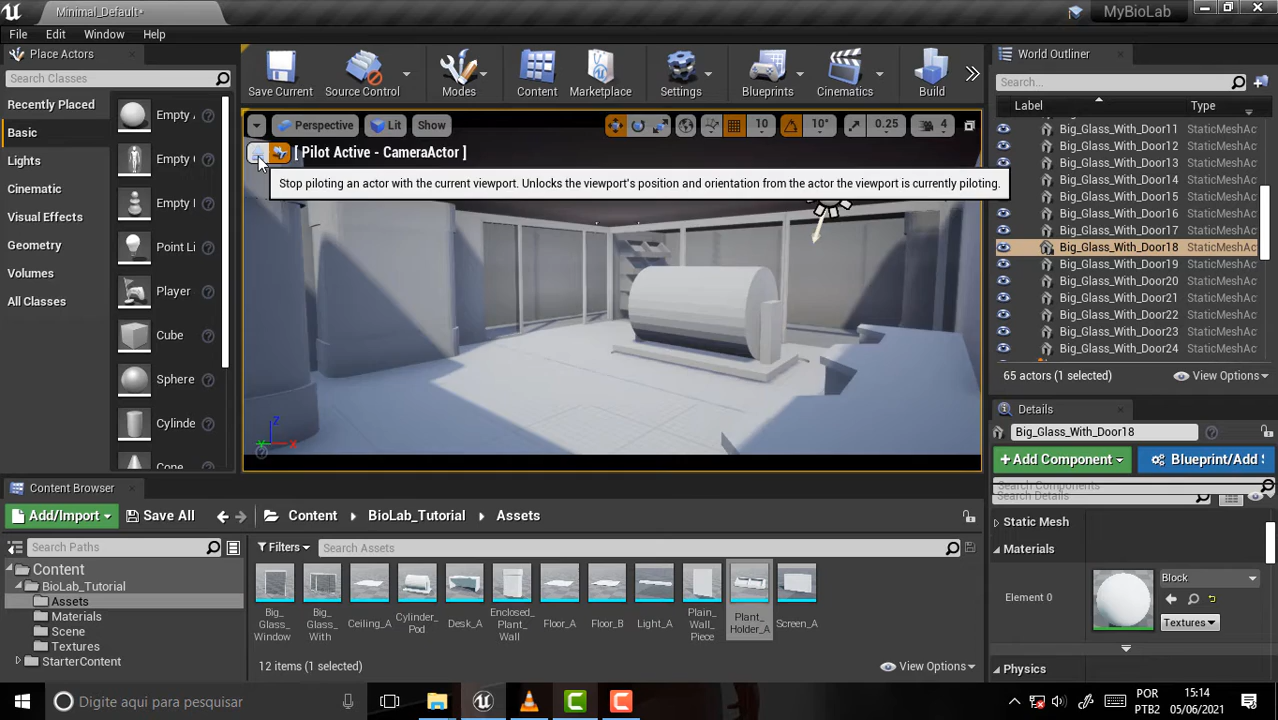 Minimal_Default*
MyBioLab
File Edit Window Help
Place Actors
Search Classes
Recently Placed
Basic
Lights
Cinematic
Visual Effects
Geometry
Volumes
All Classes
Empty
Empty
Empty
Point Li
Player
Cube
Sphere
Cylinde
Cone
Save Current
Source Control
Modes
Content
Marketplace
Settings
Blueprints
Cinematics
Build
Perspective Lit Show
10 10° 0.25 4
[ Pilot Active - CameraActor ]
Stop piloting an actor with the current viewport. Unlocks the viewport's position and orientation from the actor the viewport is currently piloting.
Z
Y X
World Outliner
Search...
Label Type
Big_Glass_With_Door11 StaticMeshAc
Big_Glass_With_Door12 StaticMeshAc
Big_Glass_With_Door13 StaticMeshAc
Big_Glass_With_Door14 StaticMeshAc
Big_Glass_With_Door15 StaticMeshAc
Big_Glass_With_Door16 StaticMeshAc
Big_Glass_With_Door17 StaticMeshAc
Big_Glass_With_Door18 StaticMeshAc
Big_Glass_With_Door19 StaticMeshAc
Big_Glass_With_Door20 StaticMeshAc
Big_Glass_With_Door21 StaticMeshAc
Big_Glass_With_Door22 StaticMeshAc
Big_Glass_With_Door23 StaticMeshAc
Big_Glass_With_Door24 StaticMeshAc
65 actors (1 selected)
View Options
Details
Big_Glass_With_Door18
+Add Component
Blueprint/Add S
Search Components
Search Details
Static Mesh
Materials
Element 0
Block
Textures
Physics
Content Browser
Add/Import Save All
Content BioLab_Tutorial Assets
Search Paths
Filters Search Assets
Content
BioLab_Tutorial
Assets
Materials
Scene
Textures
StarterContent
Big_
Glass_
Window
Big_
Glass_
With
Ceiling_A
Cylinder_
Pod
Desk_A
Enclosed_
Plant_
Wall
Floor_A
Floor_B
Light_A
Plain_
Wall_
Piece
Plant_
Holder_A
Screen_A
12 items (1 selected)
View Options
Digite aqui para pesquisar
POR
PTB2
15:14
05/06/2021